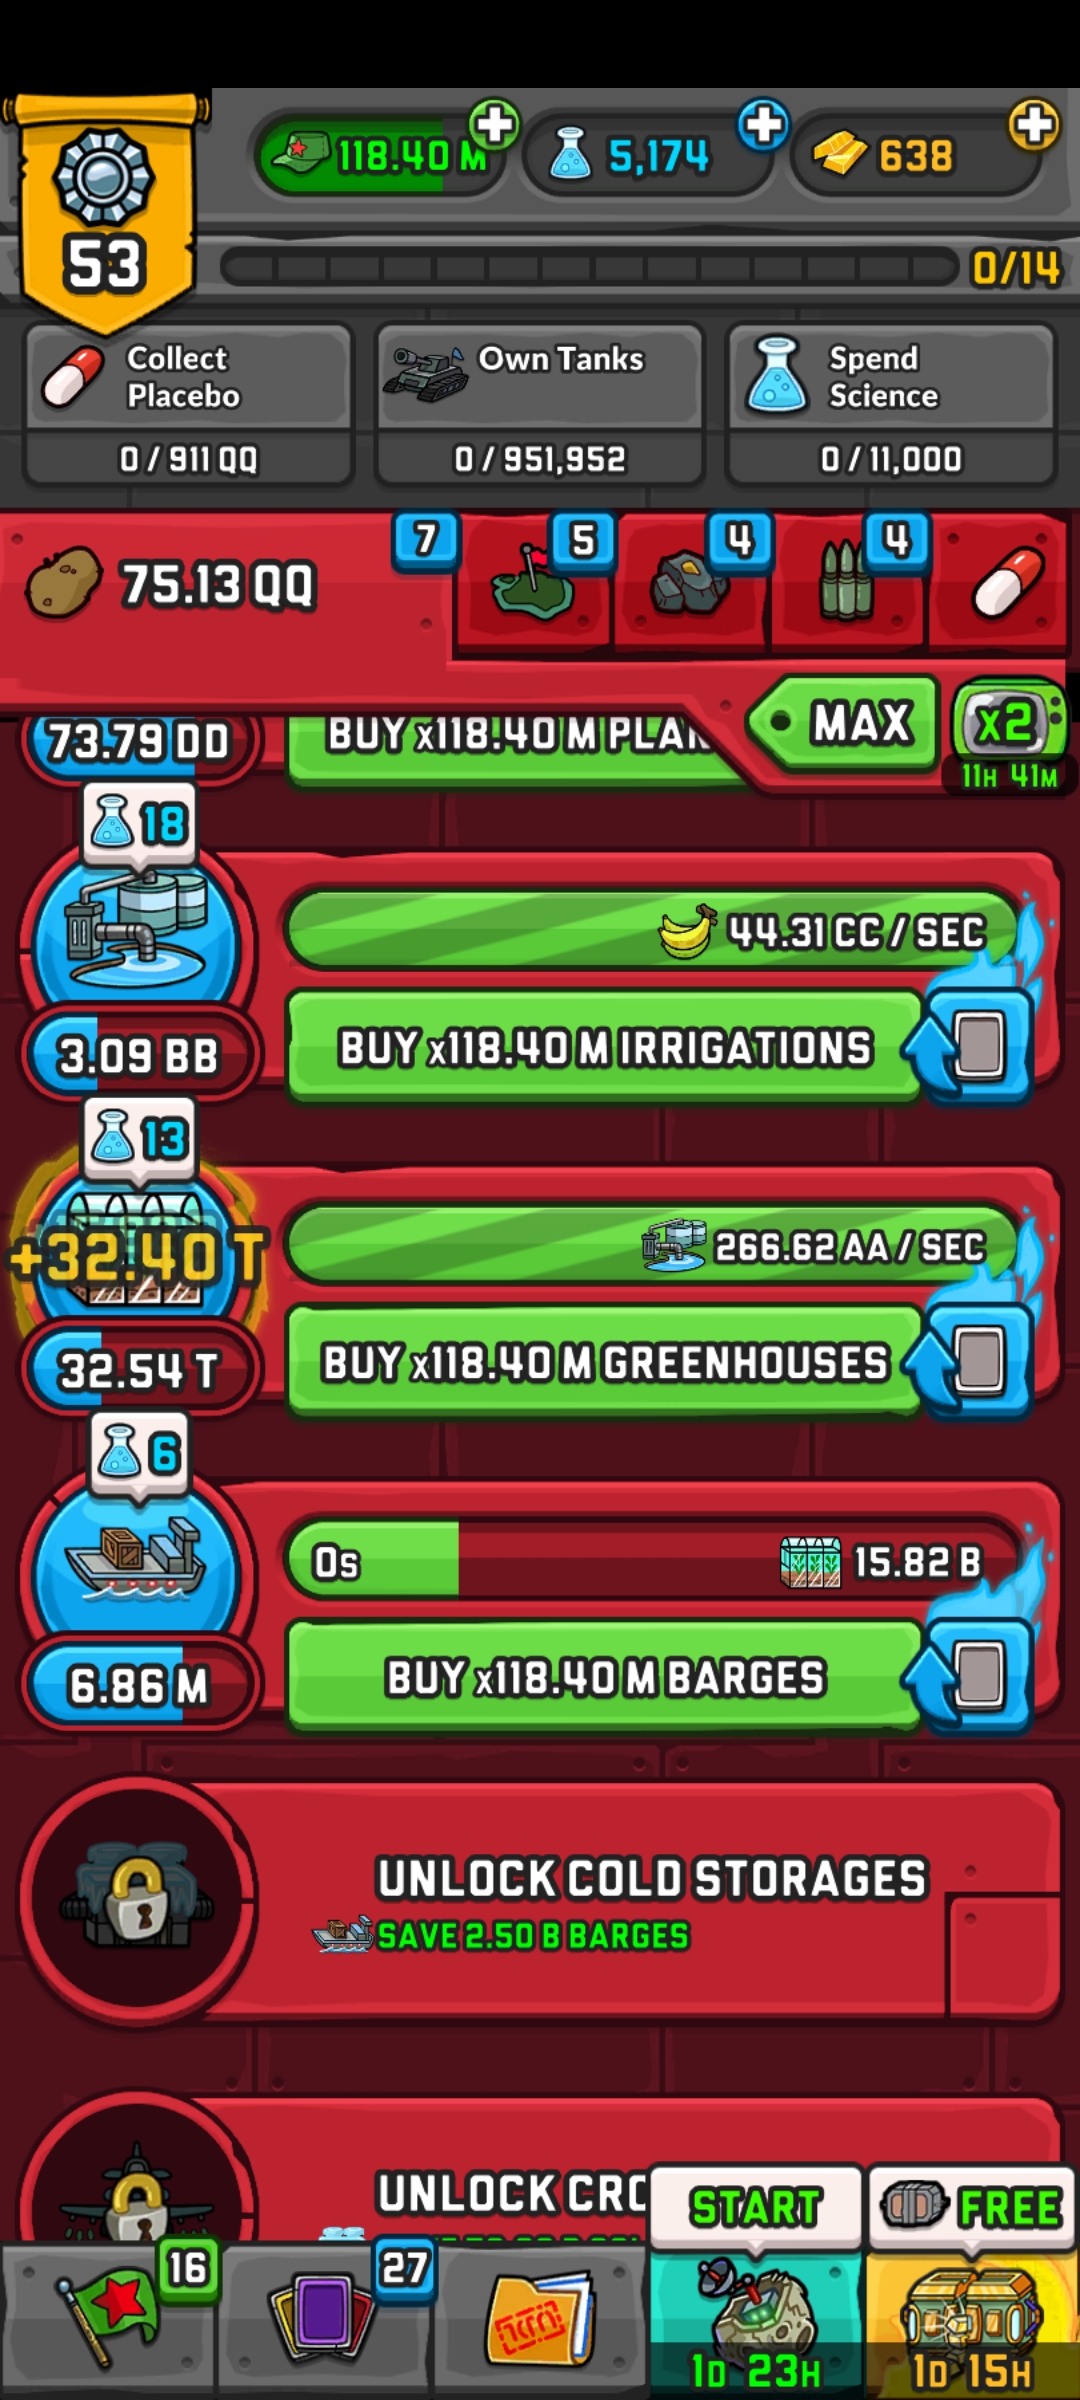 118.40 M
5,174
638
53
0/14
Collect
Placebo
Own Tanks
Spend
Science
0 / 911 QQ
0 / 951,952
0 / 11,000
75.13 QQ
7
5
4
4
MAX
x2
11H 41M
73.79 DD
BUY x118.40 M
18
44.31 CC / SEC
3.09 BB
BUY x118.40 M IRRIGATIONS
13
266.62 AA / SEC
+32.40 T
32.54 T
BUY x118.40 M GREENHOUSES
6
0s
15.82 B
6.86 M
BUY x118.40 M BARGES
UNLOCK COLD STORAGES
SAVE 2.50 B BARGES
UNLOCK
START
FREE
16
27
1D 23H
1D 15H